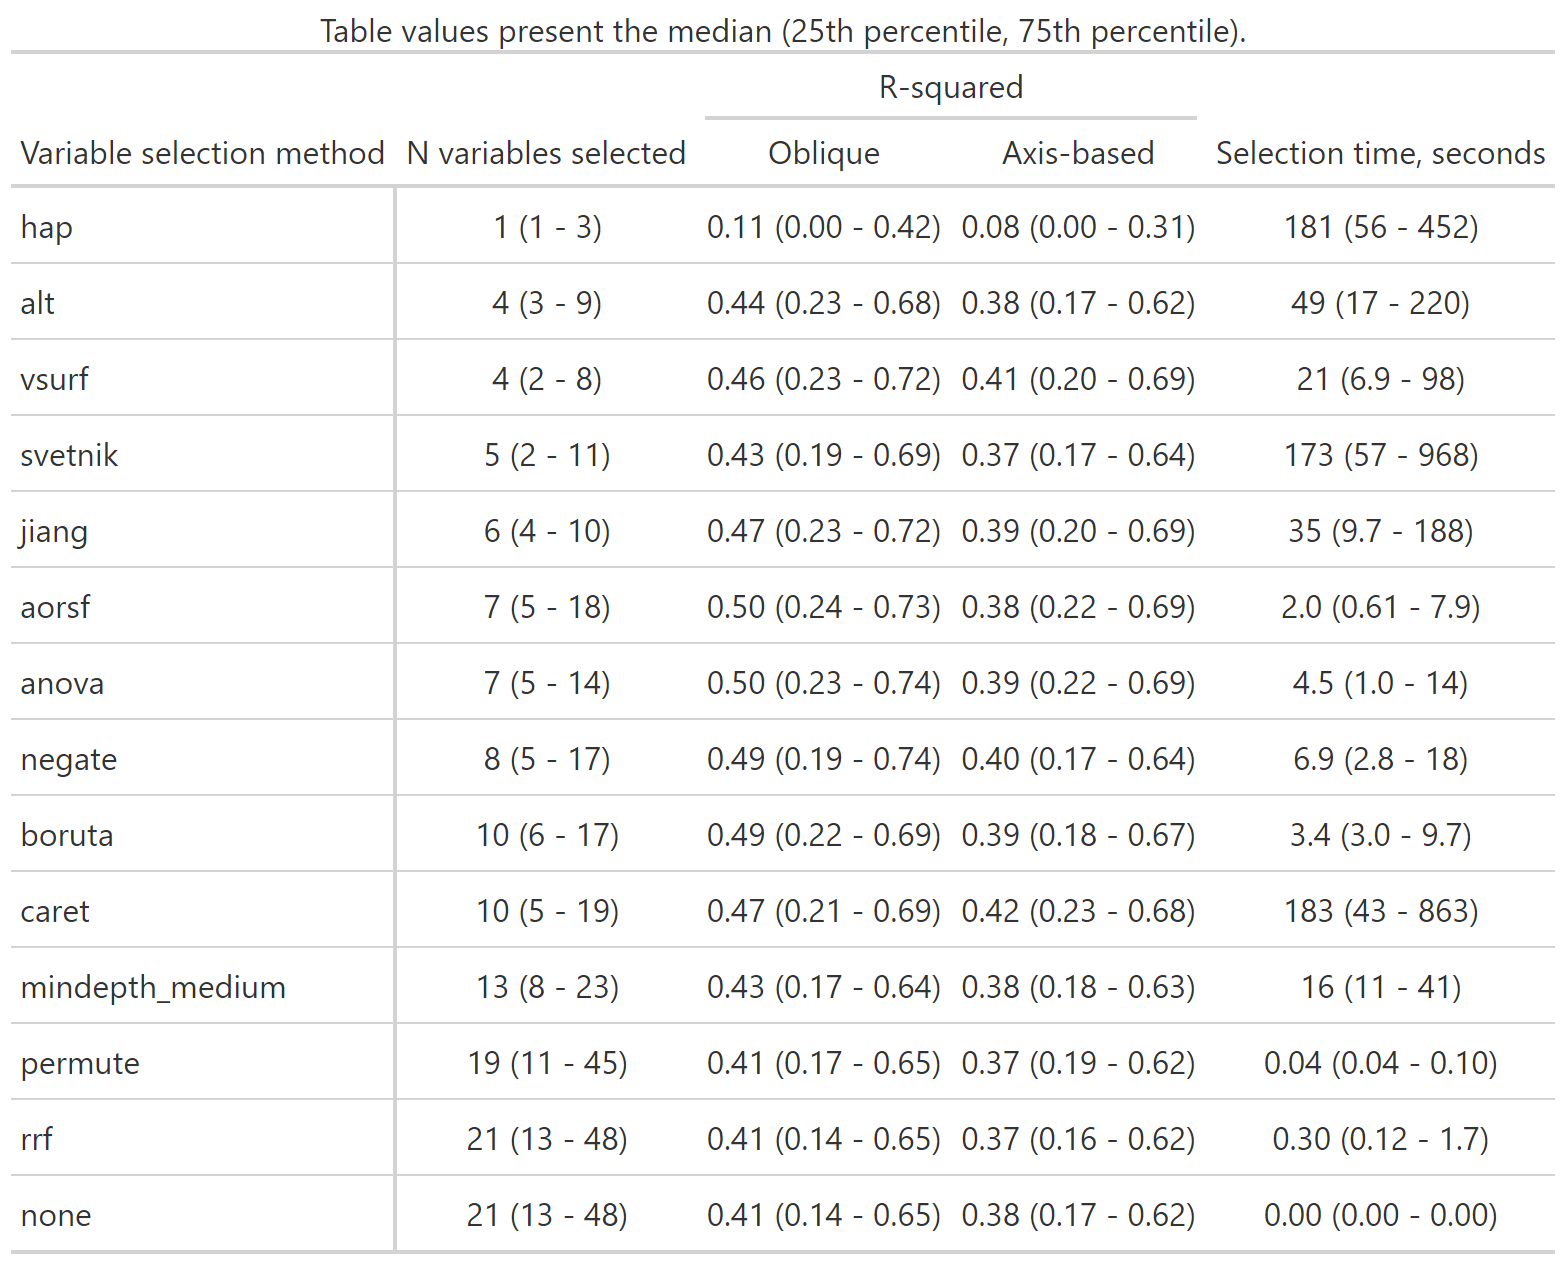 Table values present the median (25th percentile, 75th percentile).
R-squared
Variable selection method N variables selected Oblique Axis-based Selection time, seconds
hap 1 (1 - 3) 0.11 (0.00 - 0.42) 0.08 (0.00 - 0.31) 181 (56 - 452)
alt 4 (3 - 9) 0.44 (0.23 - 0.68) 0.38 (0.17 - 0.62) 49 (17 - 220)
vsurf 4 (2 - 8) 0.46 (0.23 - 0.72) 0.41 (0.20 - 0.69) 21 (6.9 - 98)
svetnik 5 (2 - 11) 0.43 (0.19 - 0.69) 0.37 (0.17 - 0.64) 173 (57 - 968)
jiang 6 (4 - 10) 0.47 (0.23 - 0.72) 0.39 (0.20 - 0.69) 35 (9.7 - 188)
aorsf 7 (5 - 18) 0.50 (0.24 - 0.73) 0.38 (0.22 - 0.69) 2.0 (0.61 - 7.9)
anova 7 (5 - 14) 0.50 (0.23 - 0.74) 0.39 (0.22 - 0.69) 4.5 (1.0 - 14)
negate 8 (5 - 17) 0.49 (0.19 - 0.74) 0.40 (0.17 - 0.64) 6.9 (2.8 - 18)
boruta 10 (6 - 17) 0.49 (0.22 - 0.69) 0.39 (0.18 - 0.67) 3.4 (3.0 - 9.7)
caret 10 (5 - 19) 0.47 (0.21 - 0.69) 0.42 (0.23 - 0.68) 183 (43 - 863)
mindepth_medium 13 (8 - 23) 0.43 (0.17 - 0.64) 0.38 (0.18 - 0.63) 16 (11 - 41)
permute 19 (11 - 45) 0.41 (0.17 - 0.65) 0.37 (0.19 - 0.62) 0.04 (0.04 - 0.10)
rrf 21 (13 - 48) 0.41 (0.14 - 0.65) 0.37 (0.16 - 0.62) 0.30 (0.12 - 1.7)
none 21 (13 - 48) 0.41 (0.14 - 0.65) 0.38 (0.17 - 0.62) 0.00 (0.00 - 0.00)